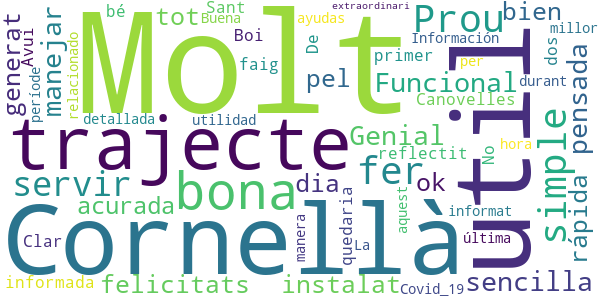 extraordinari
bé
Sant
Buena
ayudas
Prou
bien
tot
Molt
De
Boi
Información
millor
generat
Avui
manejar
primer
dos
periode
relacionado
faig
pel
Funcional
per
durant
pensada
Canovelles
detallada
utilidad
trajecte
Genial
fer
reflectit
No
hora
útil
simple
rápida
servir
bona
dia
ok
acurada
quedaria
aquest
informat
Cornellà
Clar
manera
La
última
informada
felicitats
instalat
Covid_19
sencilla